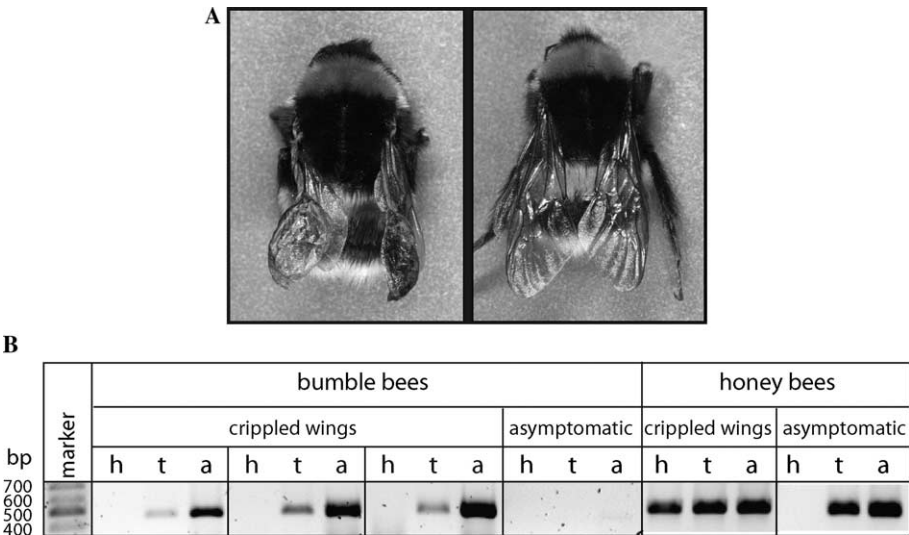 A
B
bumble bees honey bees
marker
crippled wings asymptomatic crippled wings asymptomatic
bp h t a h t a h t a h t a h t a h t a
700
600
500
400